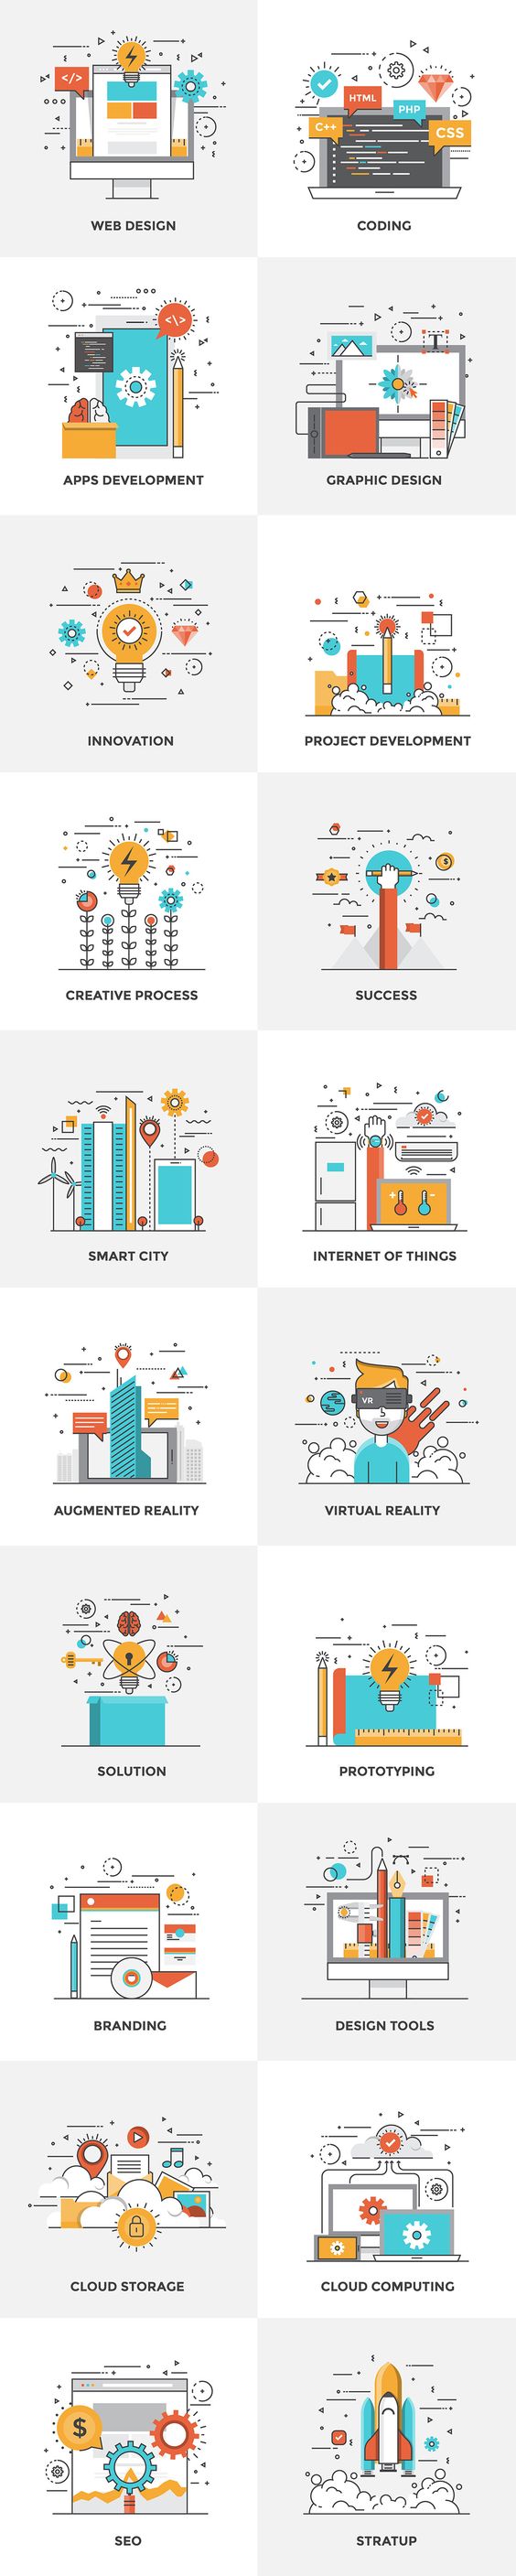 </>
WEB DESIGN
HTML
PHP
C++
CSS
CODING
</>
APPS DEVELOPMENT
T
GRAPHIC DESIGN
INNOVATION
PROJECT DEVELOPMENT
CREATIVE PROCESS
$
SUCCESS
SMART CITY
+ -
INTERNET OF THINGS
AUGMENTED REALITY
VR
VIRTUAL REALITY
SOLUTION
PROTOTYPING
BRANDING
DESIGN TOOLS
CLOUD STORAGE
CLOUD COMPUTING
$
SEO
STRATUP